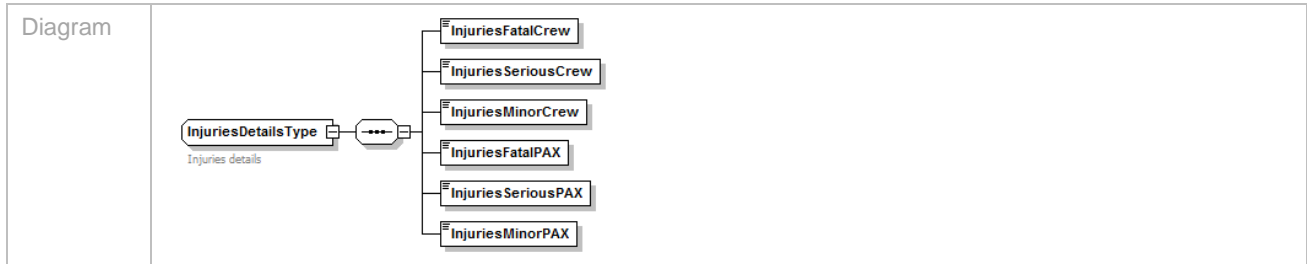 Diagram
InjuriesFatalCrew
InjuriesSeriousCrew
InjuriesMinorCrew
InjuriesDetailsType
Injuries details
InjuriesFatalPAX
InjuriesSeriousPAX
InjuriesMinorPAX